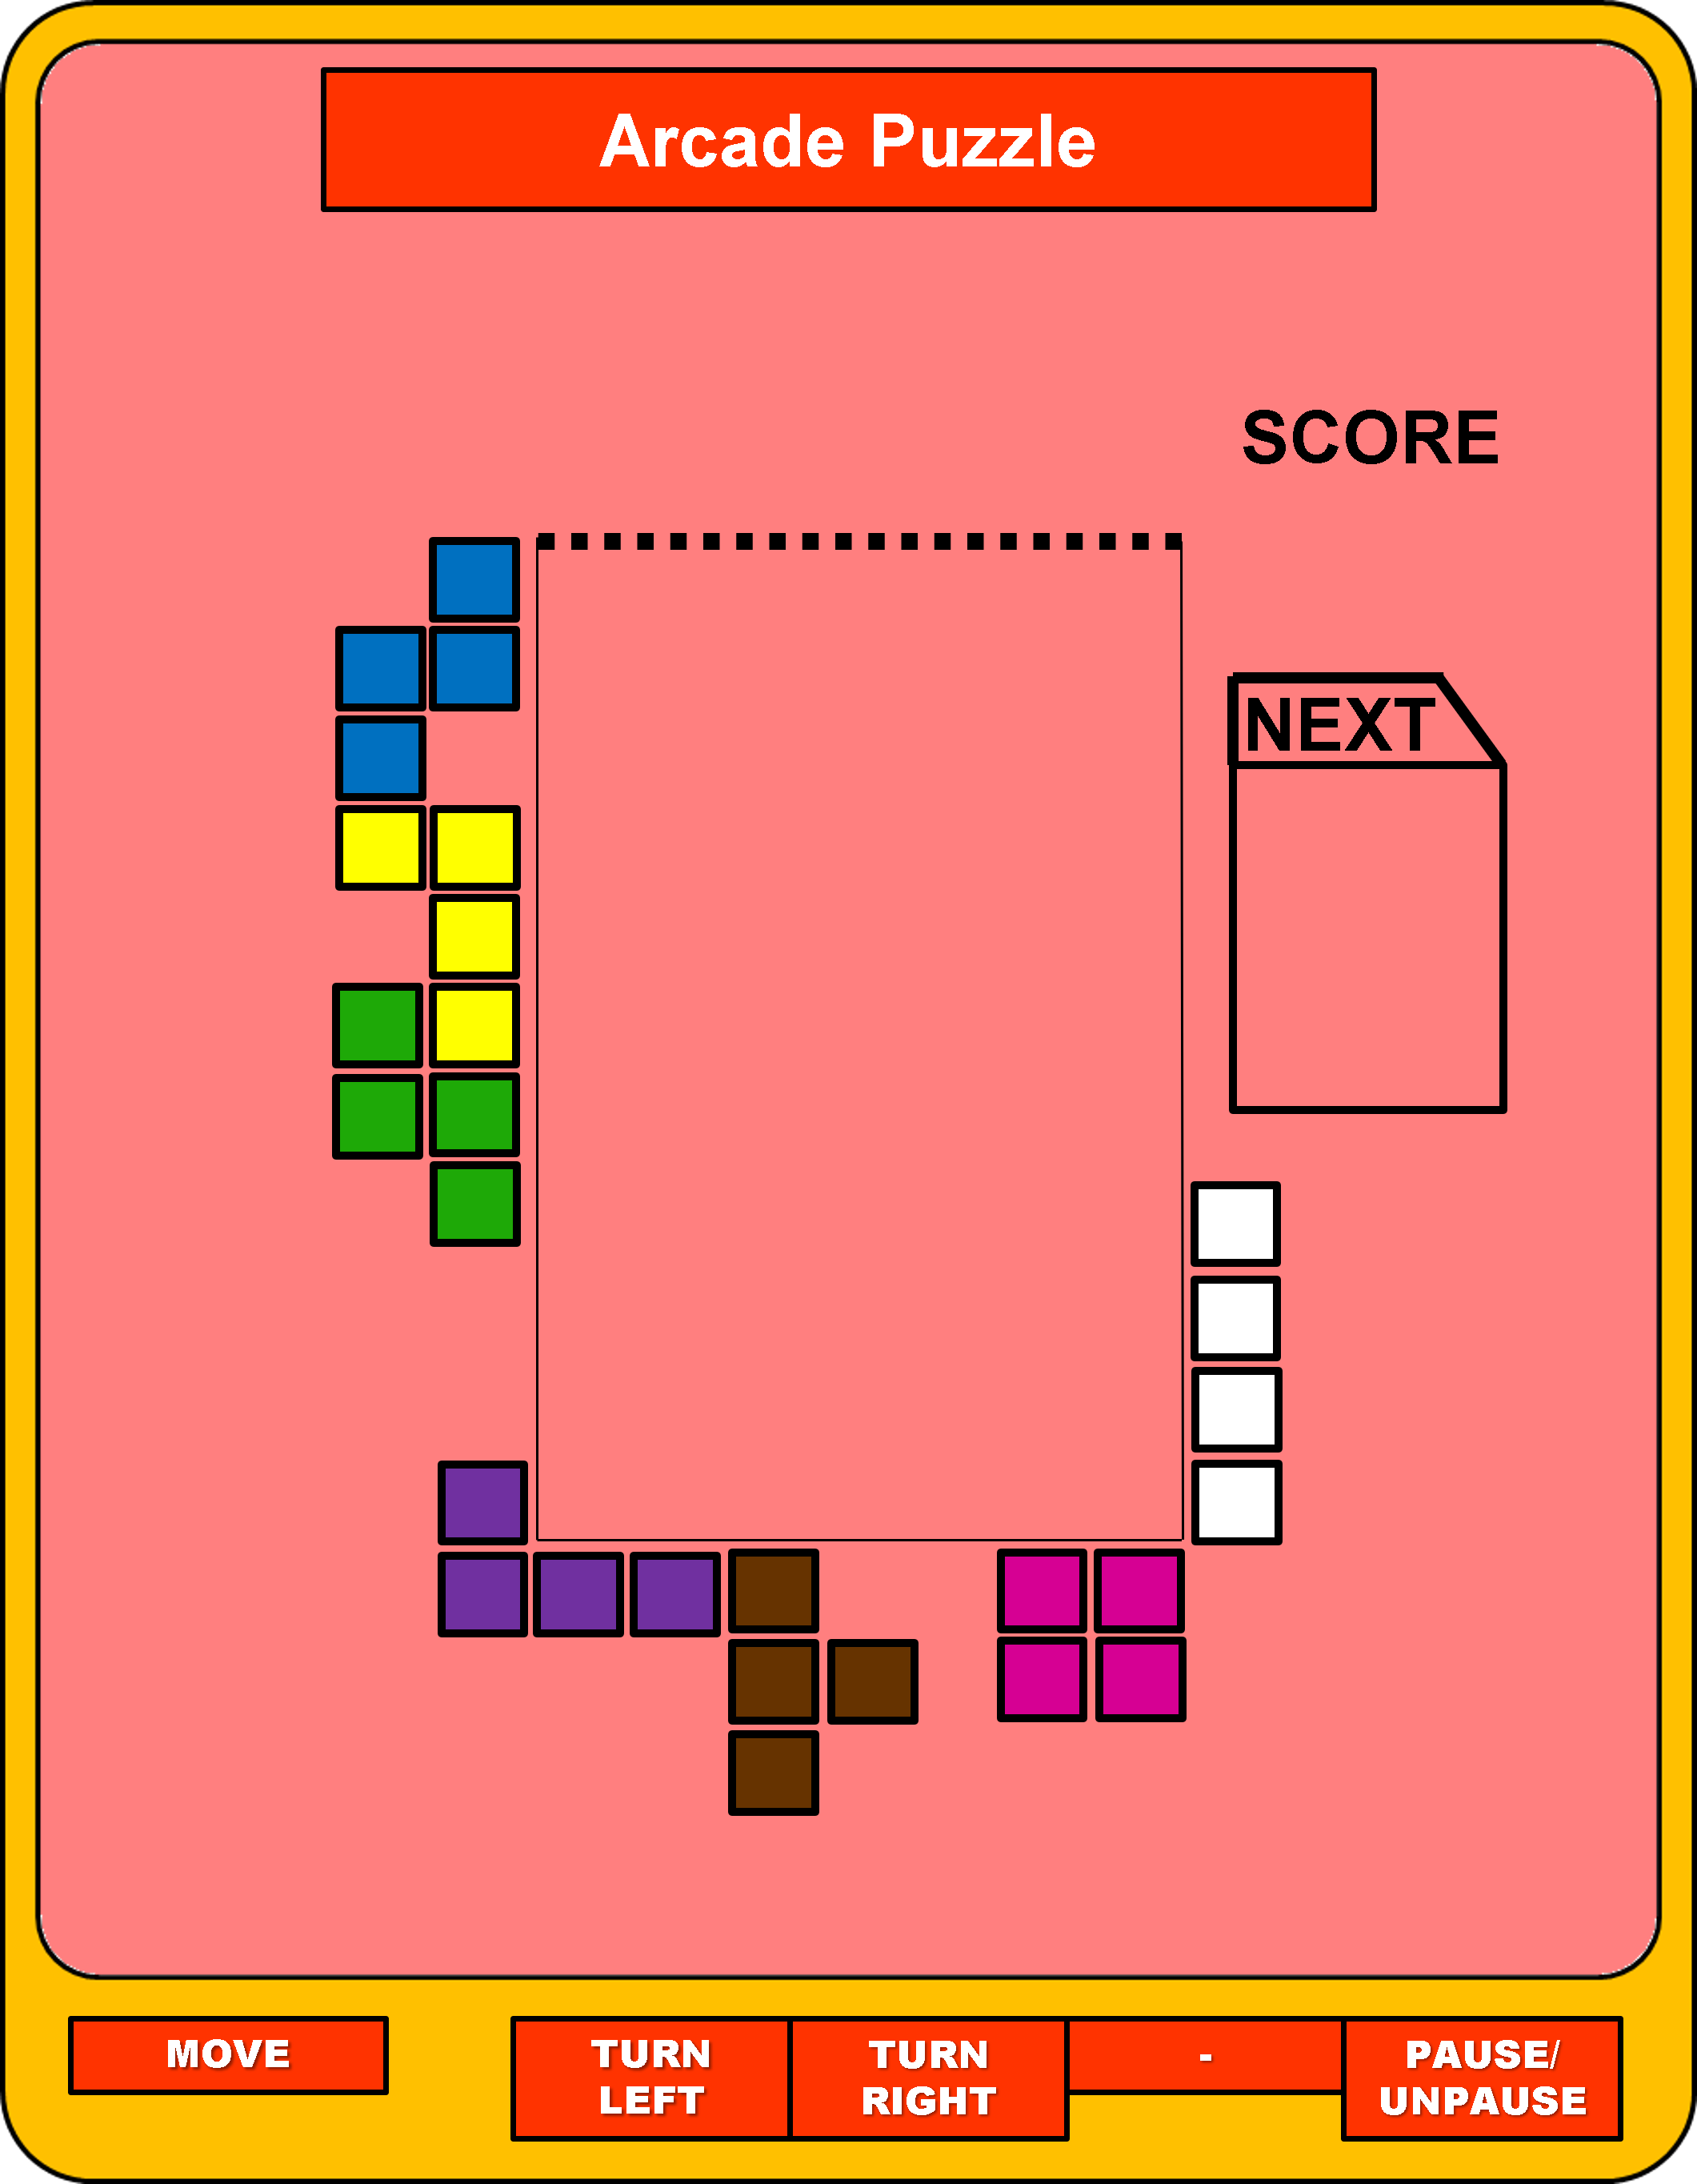 Arcade Puzzle
SCORE
NEXT
MOVE
TURN
LEFT
TURN
RIGHT
-
PAUSE/
UNPAUSE